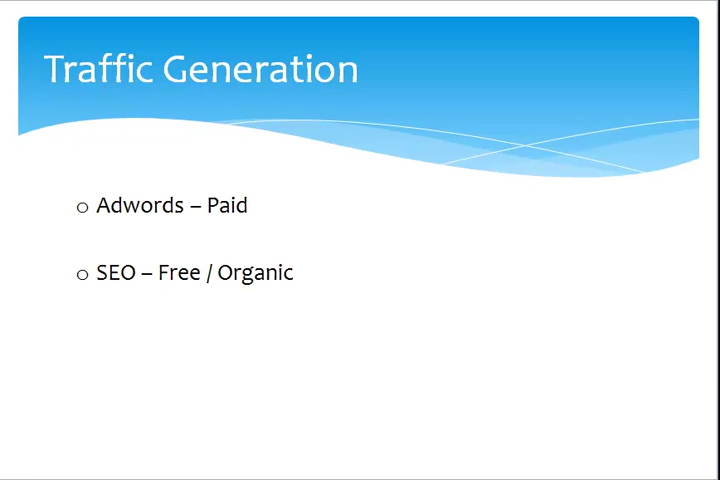 Traffic Generation
o Adwords – Paid
o SEO – Free / Organic